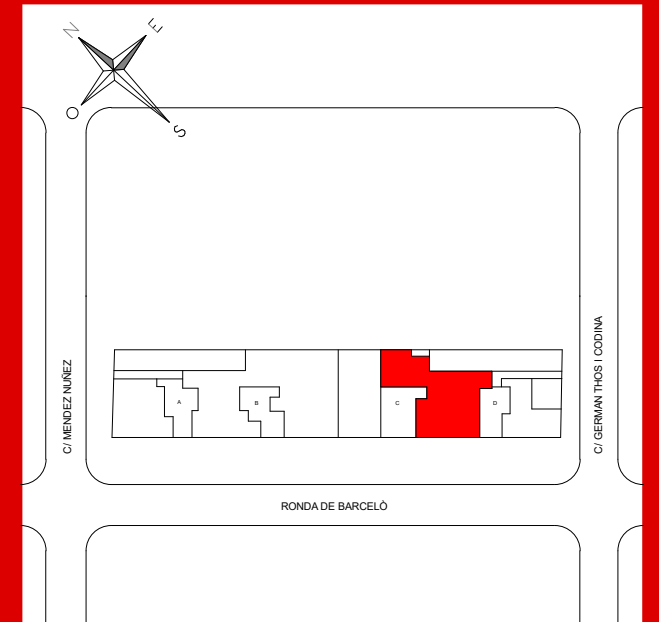 N
E
O
S
C/ MENDEZ NUÑEZ
C/ GERMAN THOS I CODINA
A
B
C
D
RONDA DE BARCELÒ